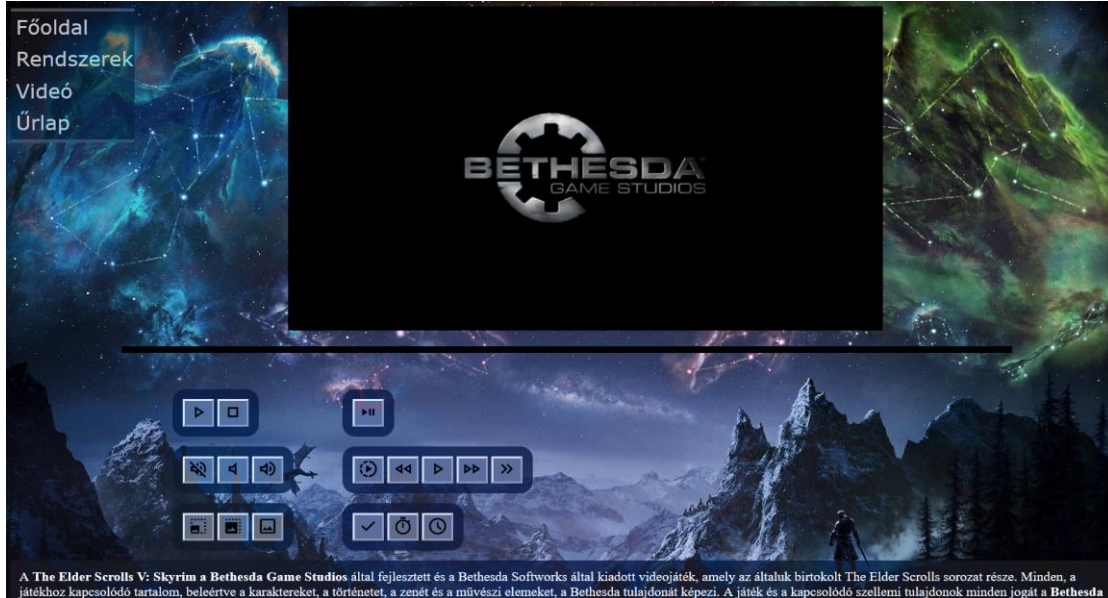 Főoldal
Rendszerek
Videó
Űrlap
BETHESDA
GAME STUDIOS
A The Elder Scrolls V: Skyrim a Bethesda Game Studios által fejlesztett és a Bethesda Softworks által kiadott videojáték, amely az általuk birtokolt The Elder Scrolls sorozat része. Minden, a
játékhoz kapcsolódó tartalom, beleértve a karaktereket, a történetet, a zenét és a művészi elemeket, a Bethesda tulajdonát képezi. A játék és a kapcsolódó szellemi tulajdonok minden jogát a Bethesda